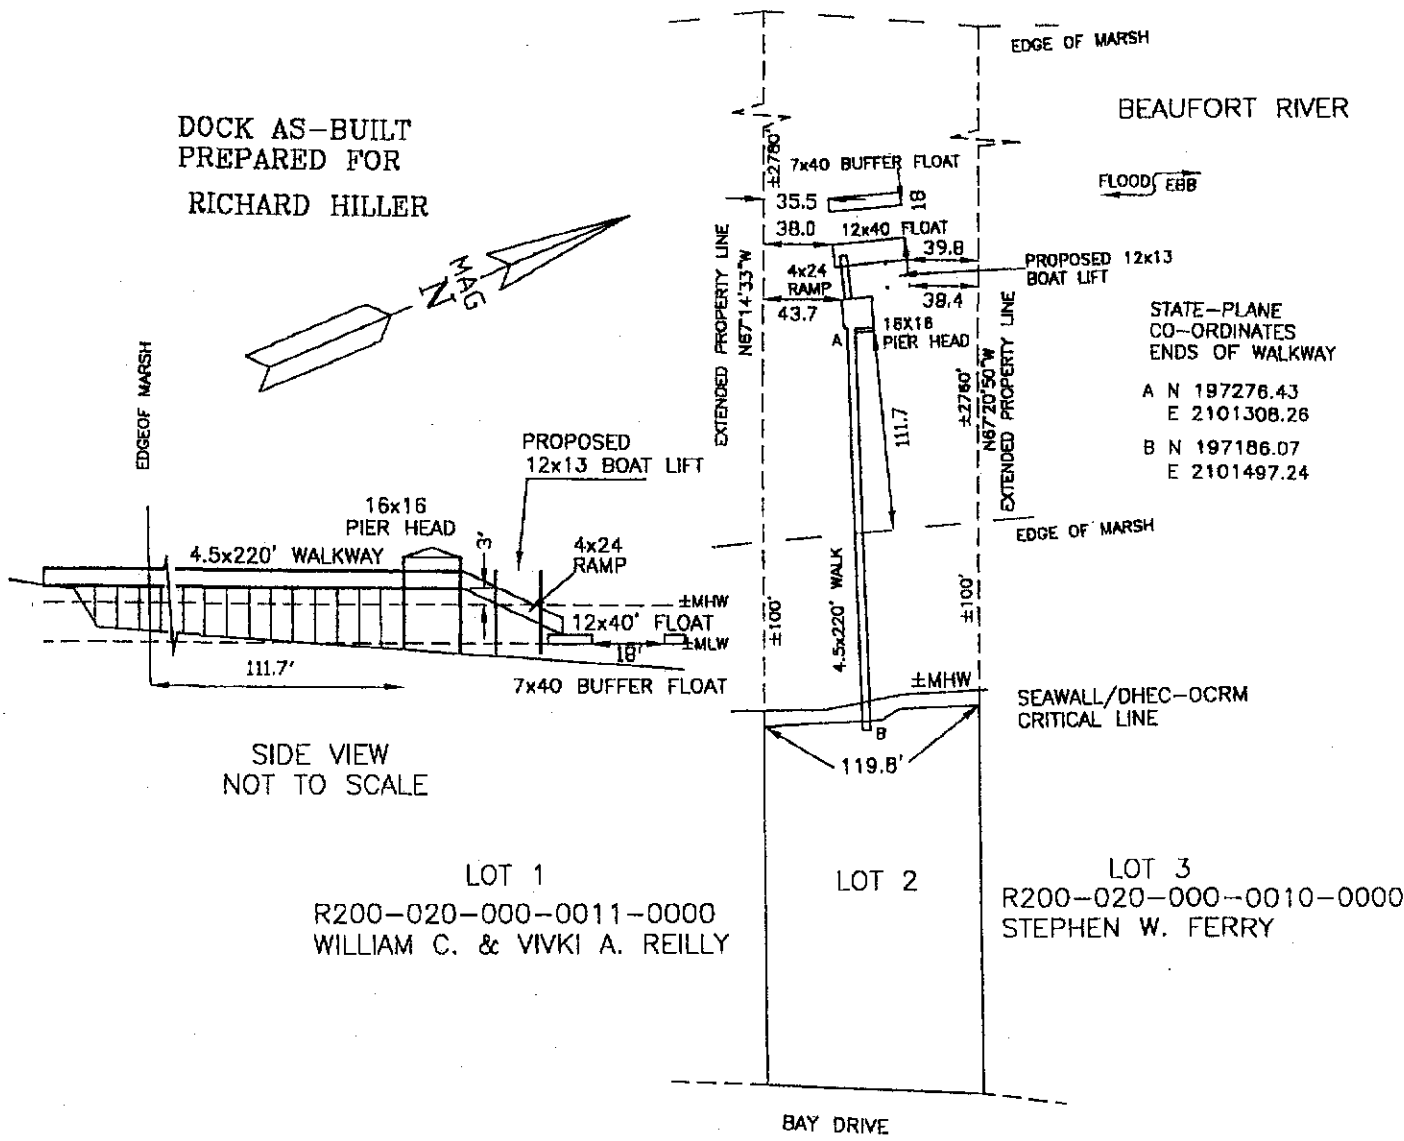 EDGE OF MARSH
BEAUFORT RIVER
DOCK AS-BUILT
PREPARED FOR
RICHARD HILLER
±2780'
7x40 BUFFER FLOAT
FLOOD EBB
35.5
18
38.0
12x40 FLOAT
39.8
PROPOSED 12x13
BOAT LIFT
MAG
N
4x24
RAMP
38.4
43.7
EXTENDED PROPERTY LINE
N67°14'33"W
16X16
PIER HEAD
A
STATE-PLANE
CO-ORDINATES
ENDS OF WALKWAY
A N 197276.43
E 2101308.26
B N 197186.07
E 2101497.24
±2760'
N67°20'50"W
EXTENDED PROPERTY LINE
111.7
EDGEOF MARSH
PROPOSED
12x13 BOAT LIFT
16x16
PIER HEAD
3'
4.5x220' WALKWAY
4x24
RAMP
EDGE OF MARSH
±MHW
12x40' FLOAT
±MLW
18'
111.7'
7x40 BUFFER FLOAT
±100'
4.5x220' WALK
±100'
±MHW
SEAWALL/DHEC-OCRM
CRITICAL LINE
B
119.8'
SIDE VIEW
NOT TO SCALE
LOT 1
R200-020-000-0011-0000
WILLIAM C. & VIVKI A. REILLY
LOT 2
LOT 3
R200-020-000-0010-0000
STEPHEN W. FERRY
BAY DRIVE